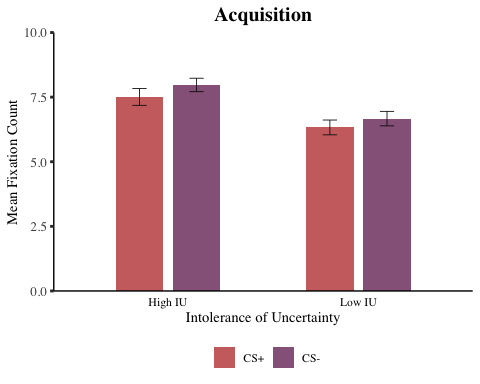 Acquisition
10.0
7.5
5.0
2.5
0.0
Mean Fixation Count
High IU
Low IU
Intolerance of Uncertainty
CS+
CS-